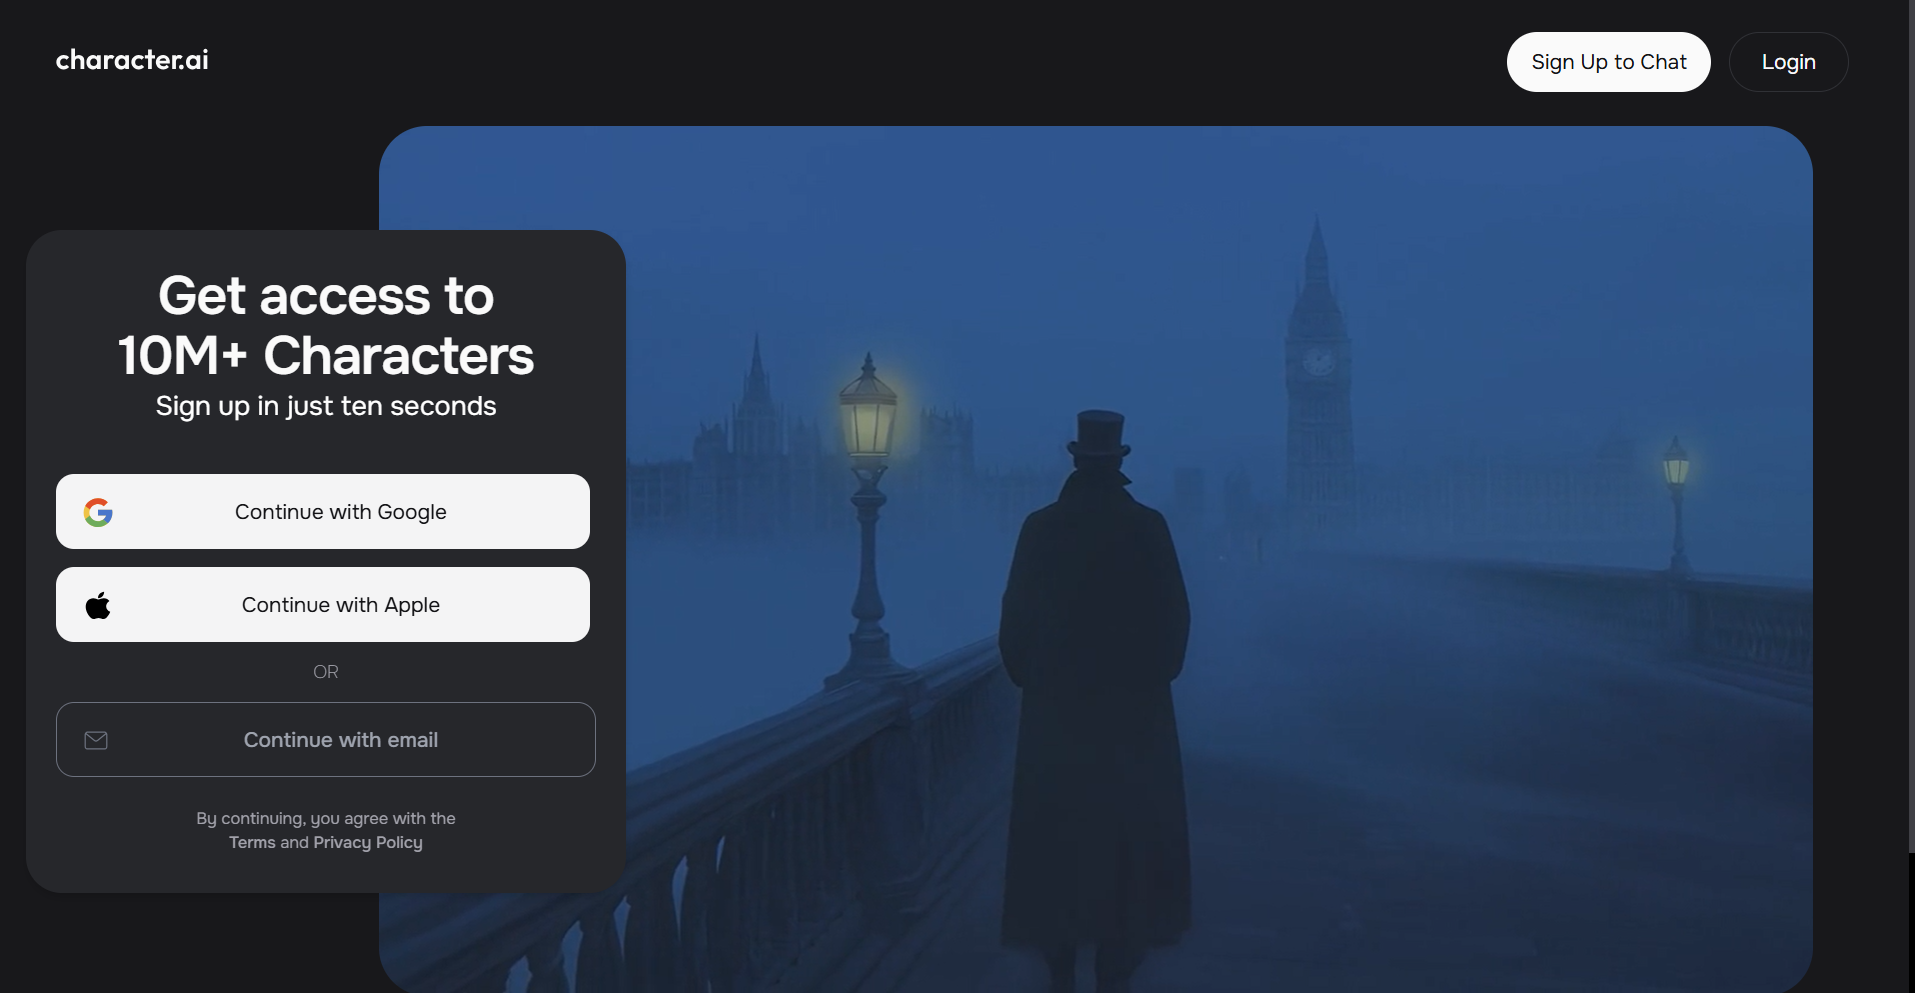 character.ai
Sign Up to Chat
Login
Get access to
10M+ Characters
Sign up in just ten seconds
Continue with Google
Continue with Apple
OR
Continue with email
By continuing, you agree with the
Terms and Privacy Policy